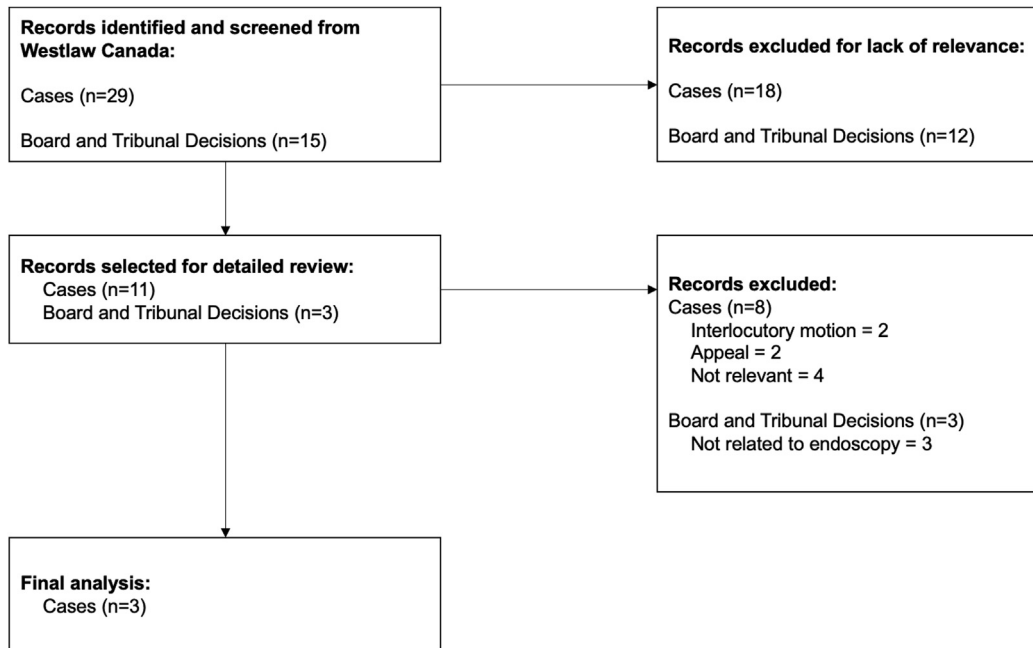 Records identified and screened from
Westlaw Canada:
Cases (n=29)
Board and Tribunal Decisions (n=15)
Records excluded for lack of relevance:
Cases (n=18)
Board and Tribunal Decisions (n=12)
Records selected for detailed review:
Cases (n=11)
Board and Tribunal Decisions (n=3)
Records excluded:
Cases (n=8)
Interlocutory motion = 2
Appeal = 2
Not relevant = 4
Board and Tribunal Decisions (n=3)
Not related to endoscopy = 3
Final analysis:
Cases (n=3)